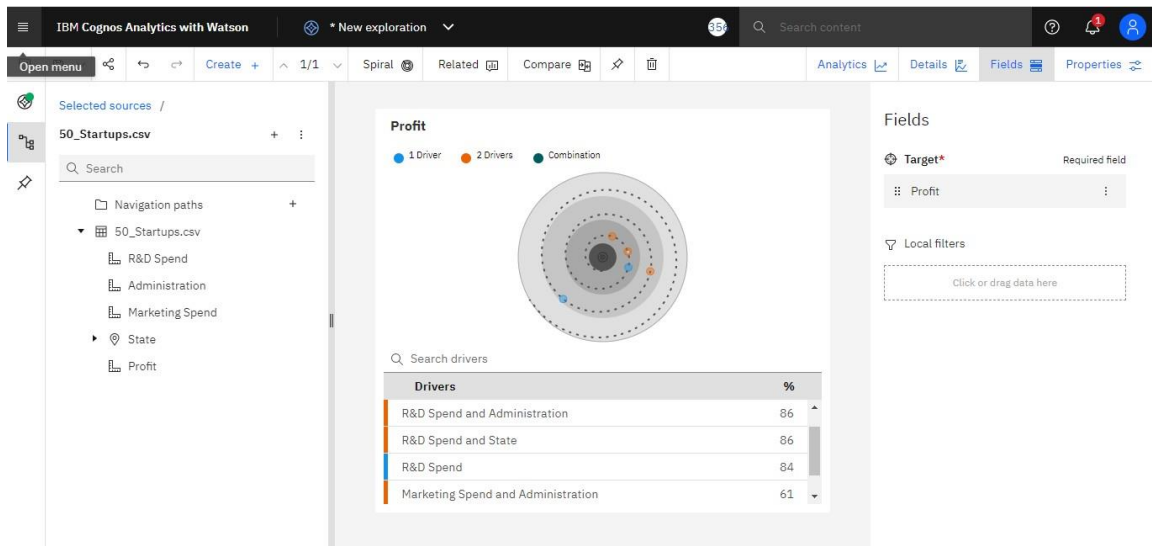 IBM Cognos Analytics with Watson
* New exploration
356
Search content
Open menu
Create +
1/1
Spiral
Related
Compare
Analytics
Details
Fields
Properties
Selected sources /
50_Startups.csv
Search
Navigation paths
50_Startups.csv
R&D Spend
Administration
Marketing Spend
State
Profit
Profit
1 Driver
2 Drivers
Combination
Search drivers
Drivers %
R&D Spend and Administration 86
R&D Spend and State 86
R&D Spend 84
Marketing Spend and Administration 61
Fields
Target* Required field
Profit
Local filters
Click or drag data here